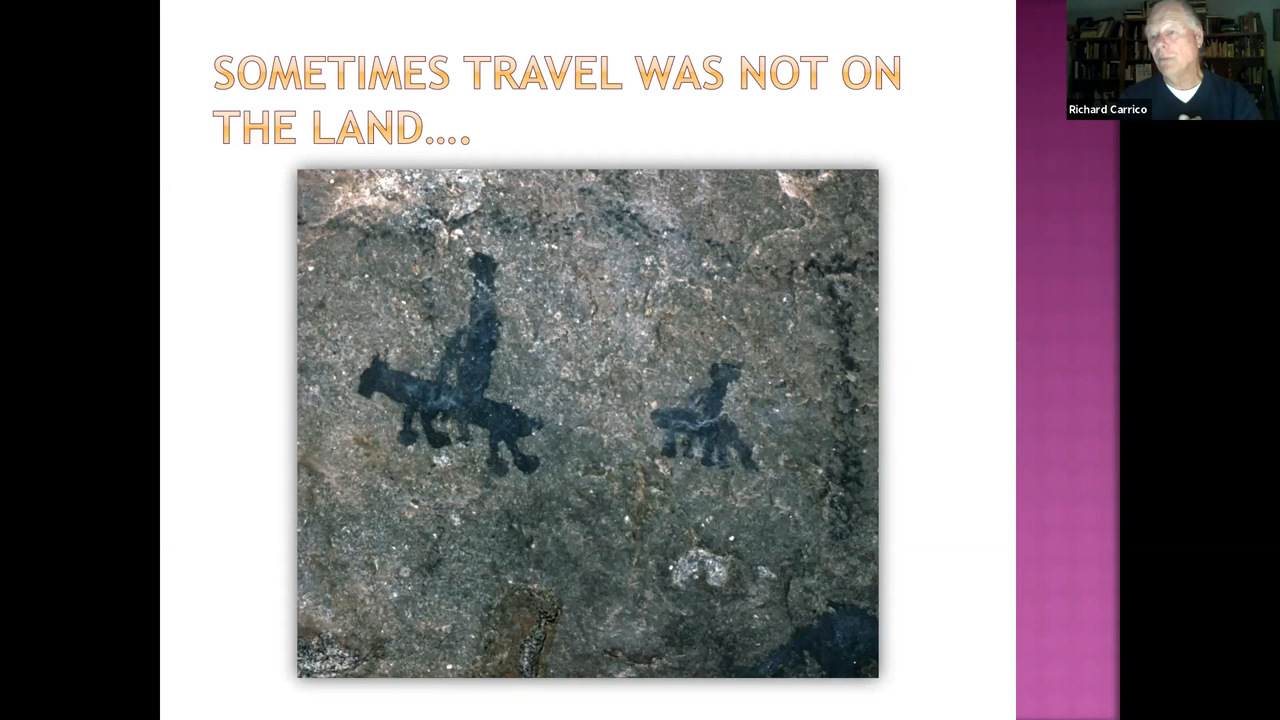 SOMETIMES TRAVEL WAS NOT ON
THE LAND....
Richard Carrico